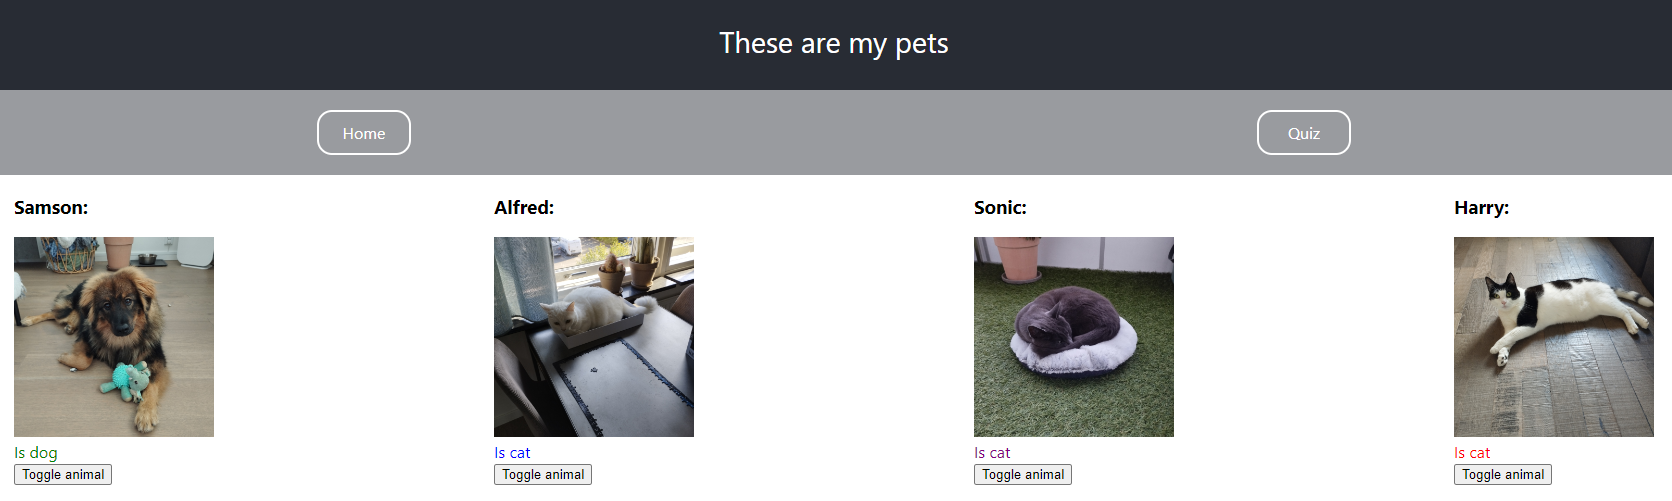 These are my pets
Home
Quiz
Samson:
Alfred:
Sonic:
Harry:
Is dog
Is cat
Is cat
Is cat
Toggle animal
Toggle animal
Toggle animal
Toggle animal